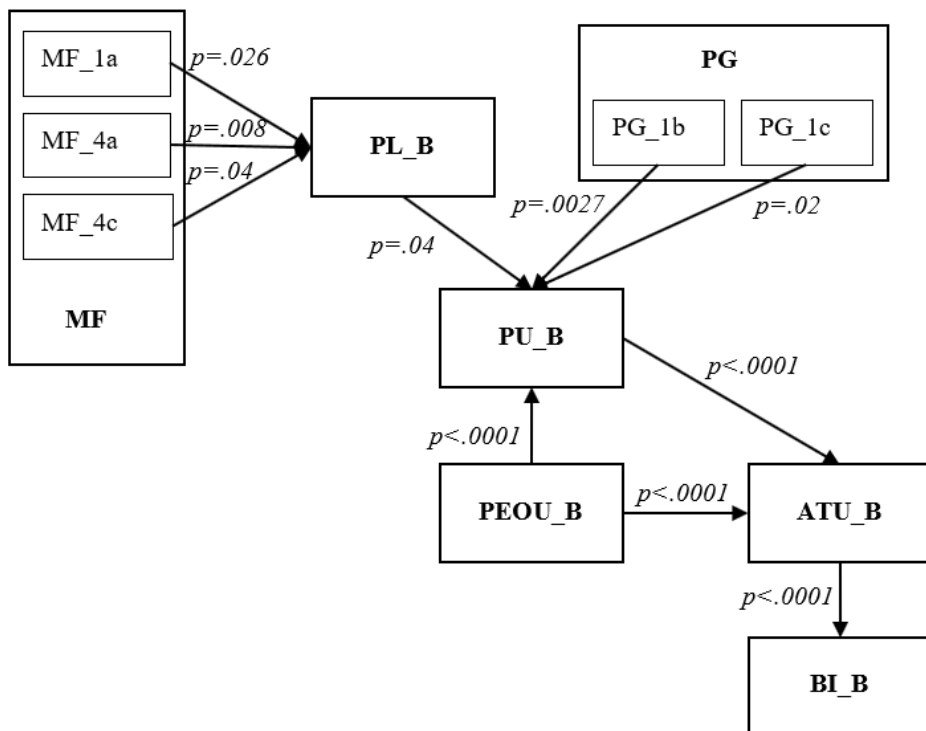 MF_1a
p=.026
MF_4a
p=.008
MF_4c
p=.04
MF
PL_B
PG
PG_1b
PG_1c
p=.04
p=.0027
p=.02
PU_B
p<.0001
p<.0001
PEOU_B
p<.0001
ATU_B
p<.0001
BI_B